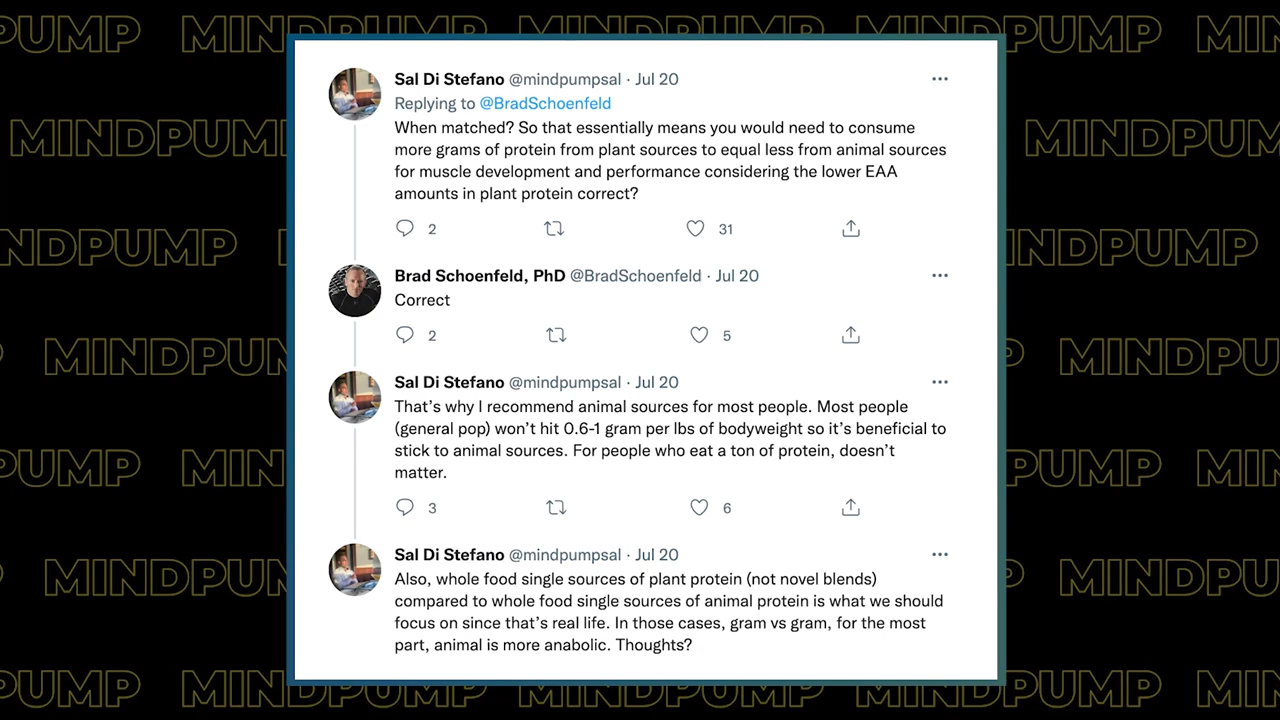 MINDPUMP
Sal Di Stefano @mindpumpsal · Jul 20
Replying to @BradSchoenfeld
When matched? So that essentially means you would need to consume
more grams of protein from plant sources to equal less from animal sources
for muscle development and performance considering the lower EAA
amounts in plant protein correct?
2 31
Brad Schoenfeld, PhD @BradSchoenfeld · Jul 20
Correct
2 5
Sal Di Stefano @mindpumpsal · Jul 20
That's why I recommend animal sources for most people. Most people
(general pop) won't hit 0.6-1 gram per lbs of bodyweight so it's beneficial to
stick to animal sources. For people who eat a ton of protein, doesn't
matter.
3 6
Sal Di Stefano @mindpumpsal · Jul 20
Also, whole food single sources of plant protein (not novel blends)
compared to whole food single sources of animal protein is what we should
focus on since that's real life. In those cases, gram vs gram, for the most
part, animal is more anabolic. Thoughts?